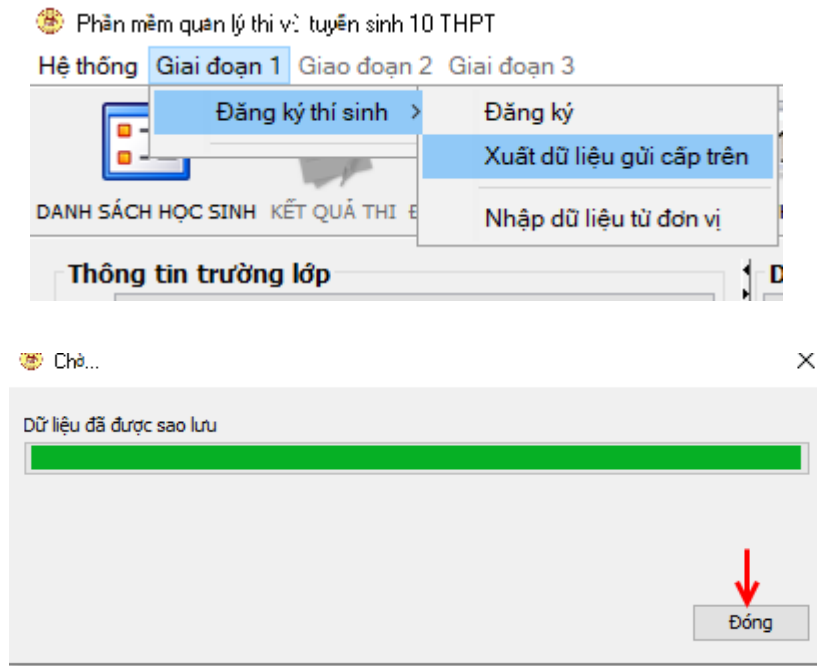 Phần mềm quản lý thi và tuyển sinh 10 THPT
Hệ thống Giai đoạn 1 Giao đoạn 2 Giai đoạn 3
Đăng ký thí sinh > Đăng ký
Xuất dữ liệu gửi cấp trên
DANH SÁCH HỌC SINH KẾT QUẢ THI
Nhập dữ liệu từ đơn vị
Thông tin trường lớp
Chờ...
Dữ liệu đã được sao lưu
Đóng